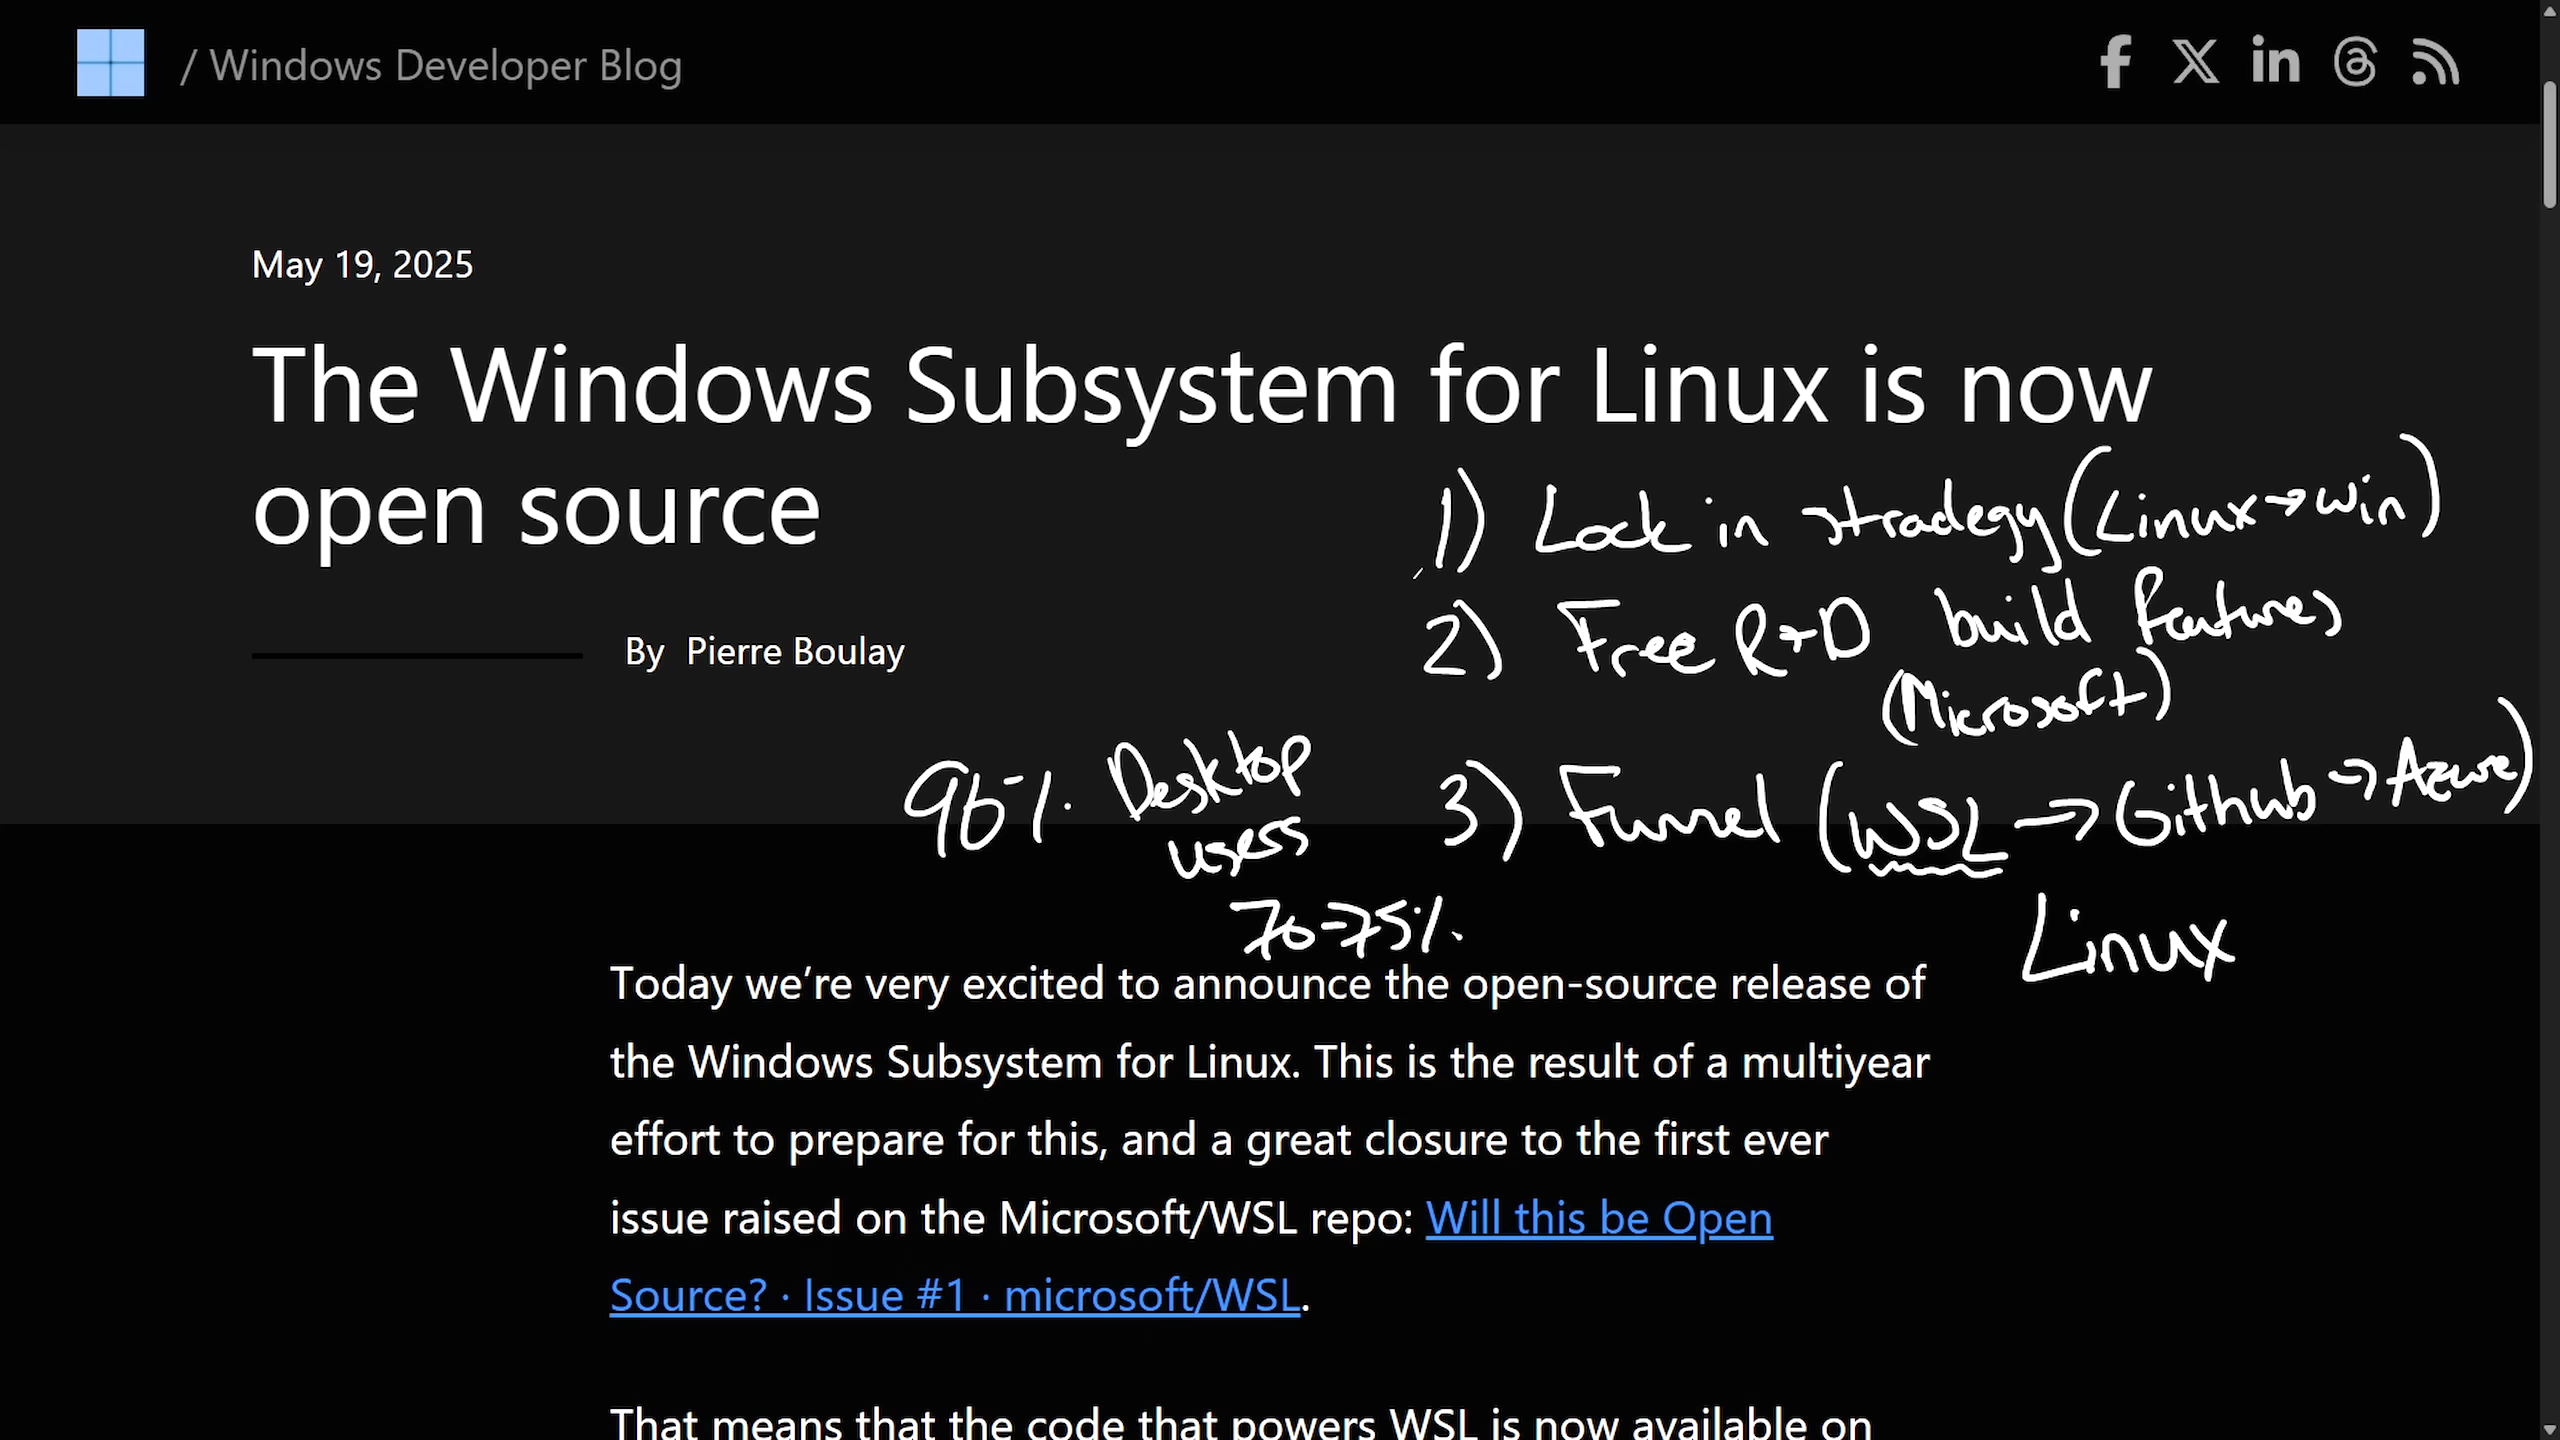 / Windows Developer Blog
May 19, 2025
The Windows Subsystem for Linux is now
open source
1) Lock in stradegy (Linux→win)
By Pierre Boulay
2) Free R+D build features
(Microsoft)
96% Desktop
users
3) Funnel (WSL → Github → Azure)
70-75%
Linux
Today we’re very excited to announce the open-source release of
the Windows Subsystem for Linux. This is the result of a multiyear
effort to prepare for this, and a great closure to the first ever
issue raised on the Microsoft/WSL repo: Will this be Open
Source? · Issue #1 · microsoft/WSL.
That means that the code that powers WSL is now available on